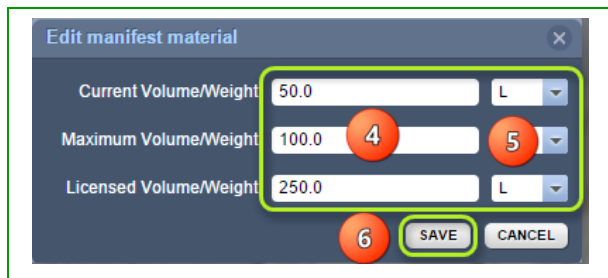 Edit manifest material
Current Volume/Weight 50.0 L
Maximum Volume/Weight 100.0 4 5
Licensed Volume/Weight 250.0 L
6 SAVE CANCEL